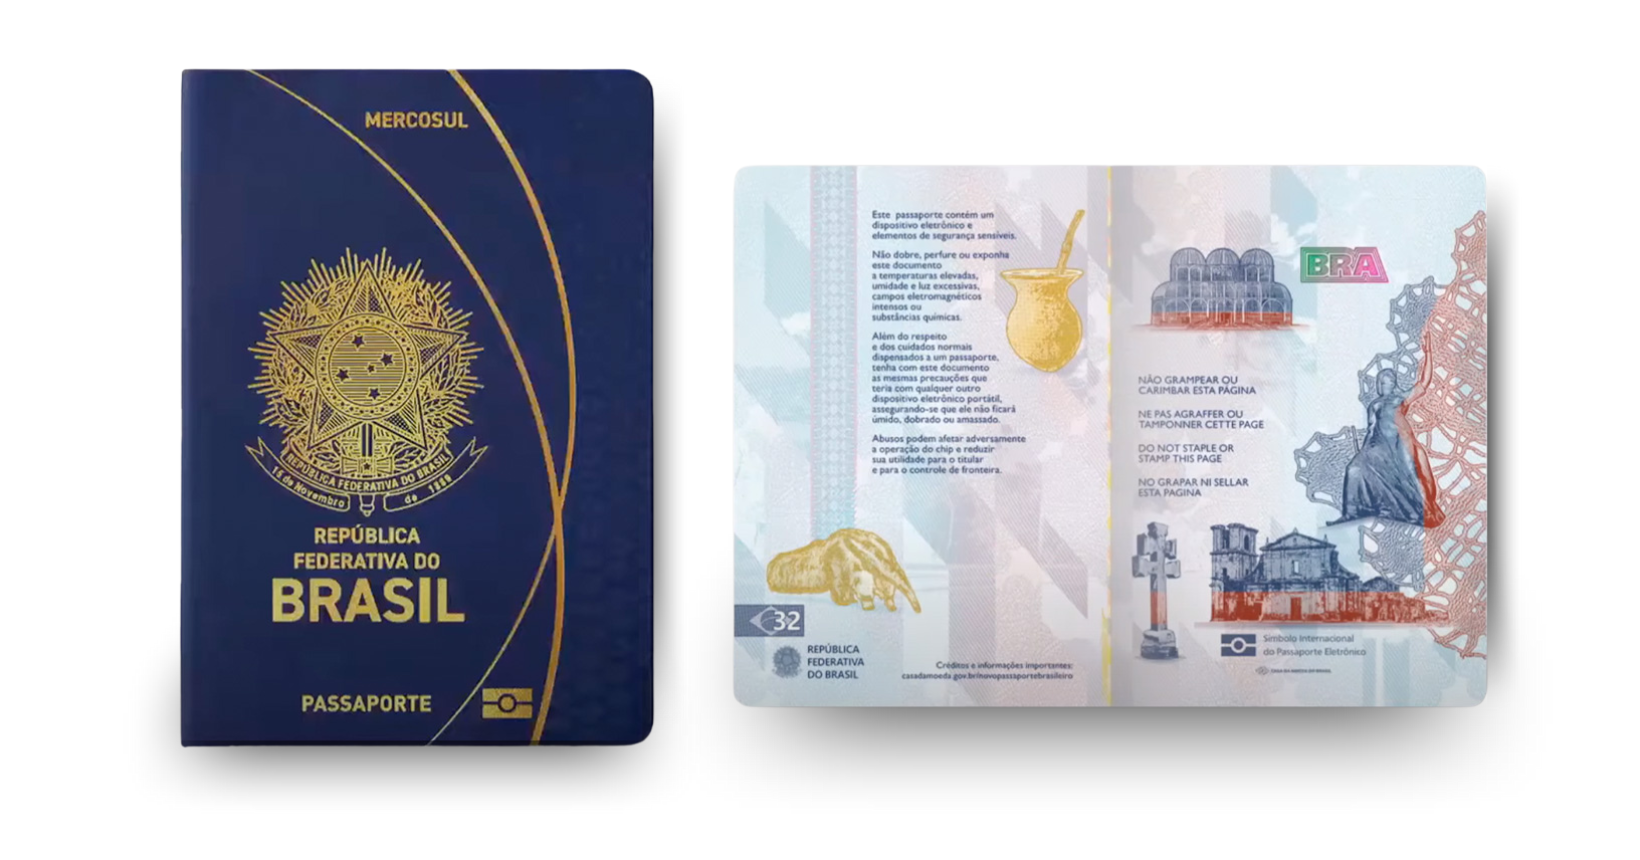 MERCOSUL
REPÚBLICA FEDERATIVA DO BRASIL
15 de Novembro de 1889
REPÚBLICA
FEDERATIVA DO
BRASIL
PASSAPORTE
Este passaporte contém um
dispositivo eletrônico e
elementos de segurança sensíveis.
Não dobre, perfure ou exponha
este documento
a temperaturas elevadas,
umidade e luz excessivas,
campos eletromagnéticos
intensos ou
substâncias químicas.
Além do respeito
e dos cuidados normais
dispensados a um passaporte,
tenha com este documento
as mesmas precauções que
teria com qualquer outro
dispositivo eletrônico portátil,
assegurando-se que ele não ficará
úmido, dobrado ou amassado.
Abusos podem afetar adversamente
a operação do chip e reduzir
sua utilidade para o titular
e para o controle de fronteira.
32
REPÚBLICA
FEDERATIVA
DO BRASIL
Créditos e informações importantes:
casadamoeda.gov.br/novopassaportebrasileiro
BRA
NÃO GRAMPEAR OU
CARIMBAR ESTA PÁGINA
NE PAS AGRAFFER OU
TAMPONNER CETTE PAGE
DO NOT STAPLE OR
STAMP THIS PAGE
NO GRAPAR NI SELLAR
ESTA PAGINA
Símbolo Internacional
do Passaporte Eletrônico
CASA DA MOEDA DO BRASIL